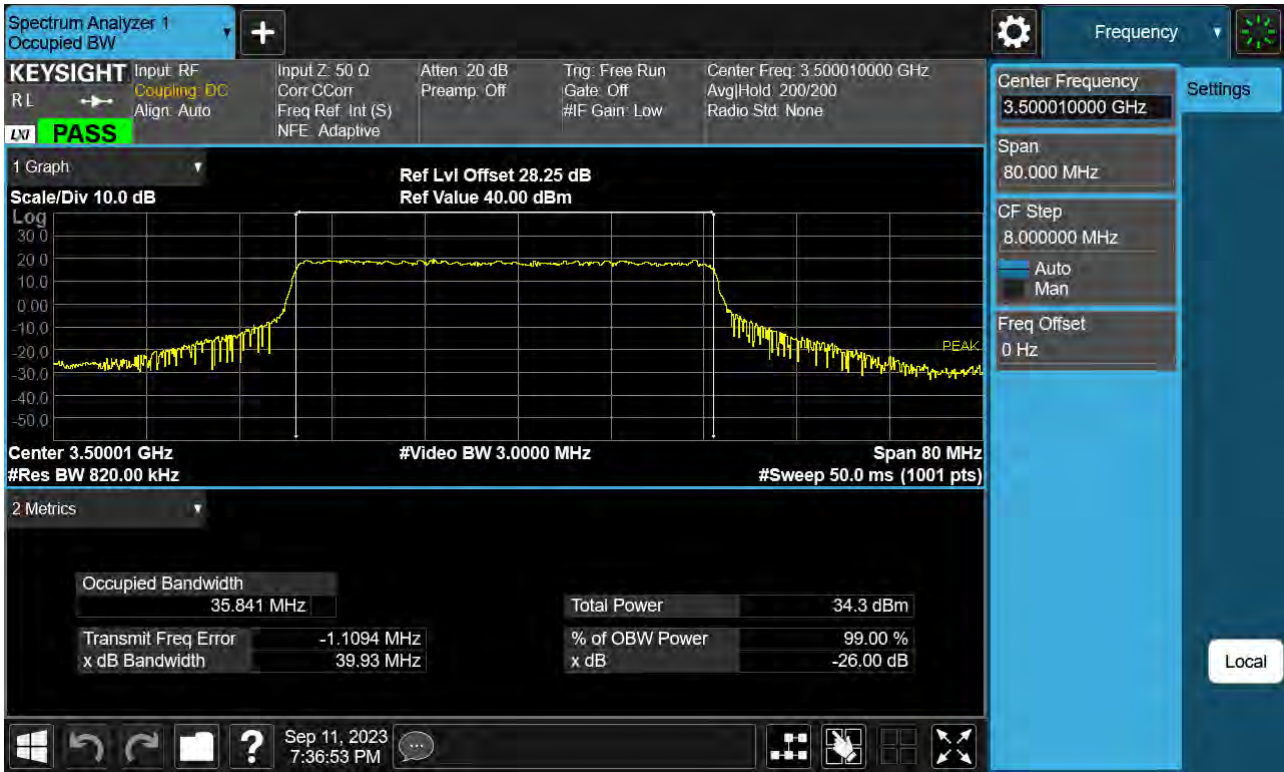 Spectrum Analyzer 1
Occupied BW
Frequency
KEYSIGHT
RL
LXI
PASS
Input: RF
Coupling: DC
Align: Auto
Input Z: 50 Ω
Corr CCorr
Freq Ref: Int (S)
NFE: Adaptive
Atten: 20 dB
Preamp: Off
Trig: Free Run
Gate: Off
#IF Gain: Low
Center Freq: 3.500010000 GHz
Avg|Hold: 200/200
Radio Std: None
Center Frequency
3.500010000 GHz
Settings
Span
80.000 MHz
CF Step
8.000000 MHz
Auto
Man
Freq Offset
0 Hz
1 Graph
Scale/Div 10.0 dB
Ref Lvl Offset 28.25 dB
Ref Value 40.00 dBm
Log
30.0
20.0
10.0
0.00
-10.0
-20.0
-30.0
-40.0
-50.0
PEAK
Center 3.50001 GHz
#Video BW 3.0000 MHz
Span 80 MHz
#Res BW 820.00 kHz
#Sweep 50.0 ms (1001 pts)
2 Metrics
Occupied Bandwidth
35.841 MHz
Total Power 34.3 dBm
Transmit Freq Error -1.1094 MHz
% of OBW Power 99.00 %
x dB Bandwidth 39.93 MHz
x dB -26.00 dB
Local
Sep 11, 2023
7:36:53 PM